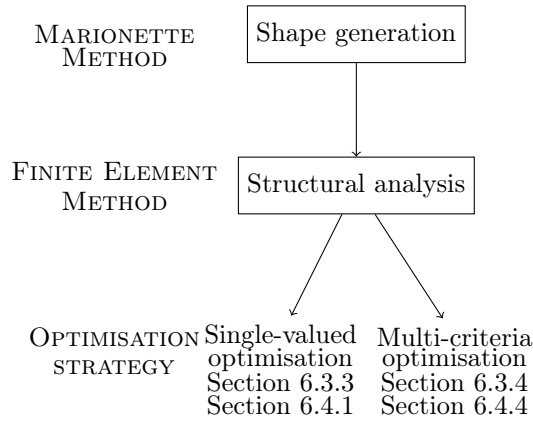 MARIONETTE
METHOD
Shape generation
FINITE ELEMENT
METHOD
Structural analysis
OPTIMISATION
STRATEGY
Single-valued
optimisation
Section 6.3.3
Section 6.4.1
Multi-criteria
optimisation
Section 6.3.4
Section 6.4.4